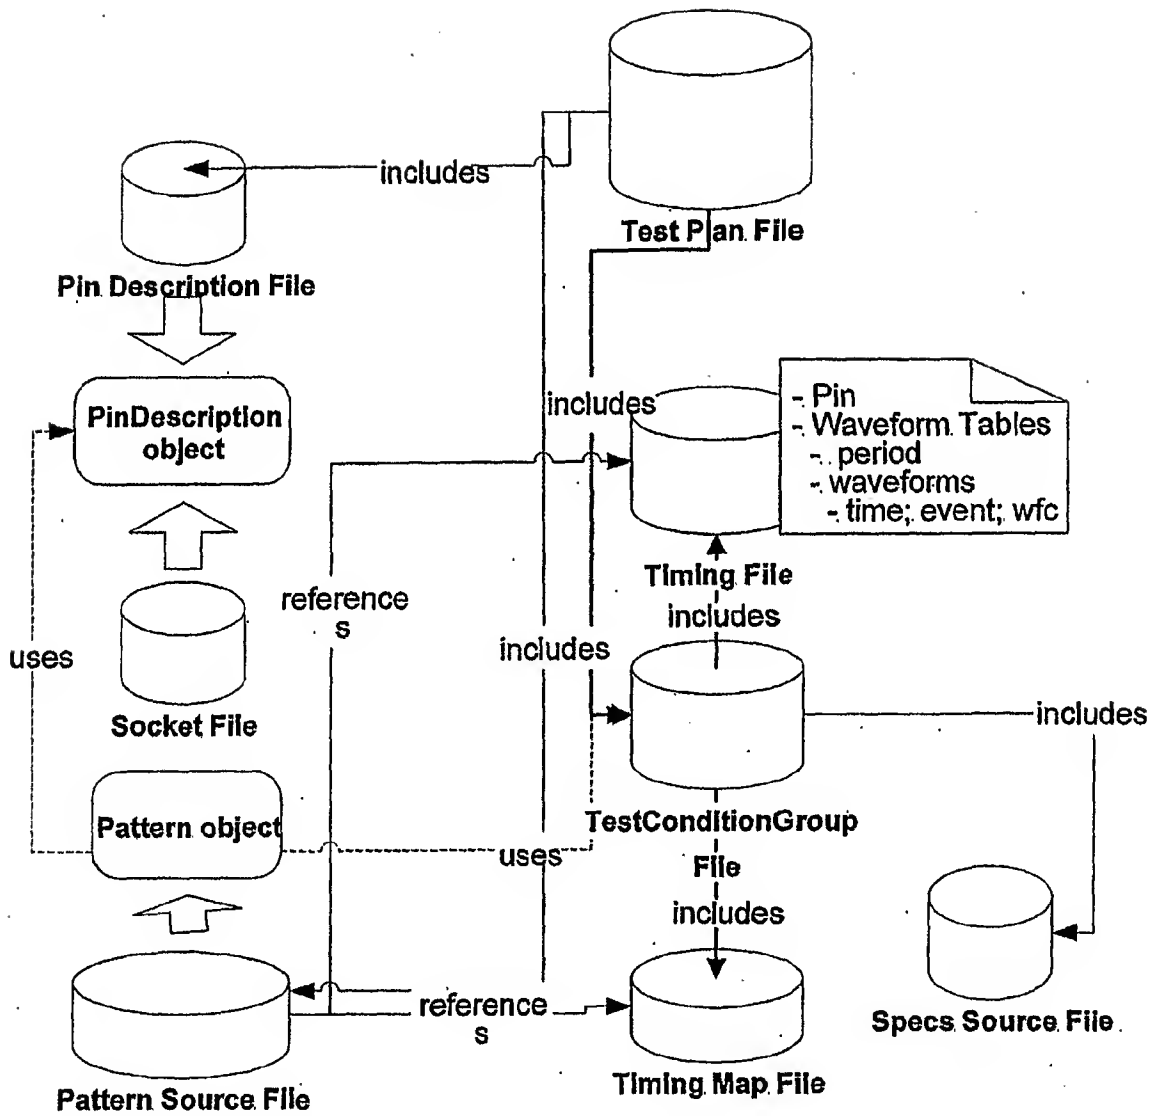 includes
Test Plan File
Pin Description File
- Pin
- Waveform Tables
- period
- waveforms
- time; event; wfc
PinDescription
object
includes
Timing File
includes
reference
s
uses
includes
Socket File
includes
Pattern object
TestConditionGroup
File
uses
includes
reference
s
Specs Source File
Timing Map File
Pattern Source File